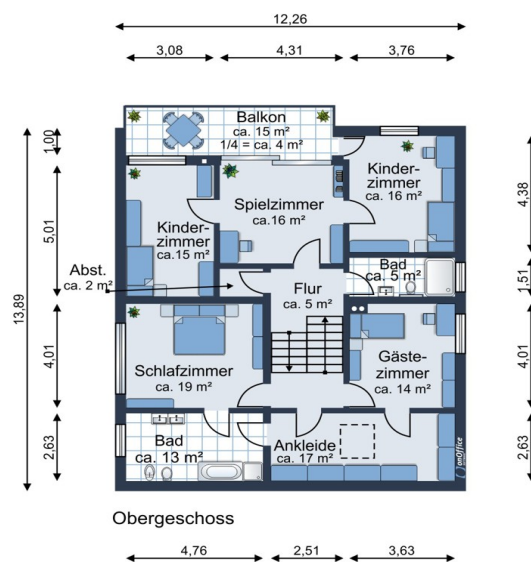 12,26
3,08
4,31
3,76
Balkon
ca. 15 m²
1/4 = ca. 4 m²
1,00
5,01
13,89
4,01
2,63
4,38
1,51
4,01
2,63
Kinder-
zimmer
ca. 16 m²
Spielzimmer
ca.16 m²
Kinder-
zimmer
ca.15 m²
Abst.
ca. 2 m²
Flur
ca. 5 m²
Bad
ca. 5 m²
Schlafzimmer
ca. 19 m²
Gäste-
zimmer
ca. 14 m²
Bad
ca. 13 m²
Ankleide
ca. 17 m²
onOffice
Obergeschoss
4,76
2,51
3,63